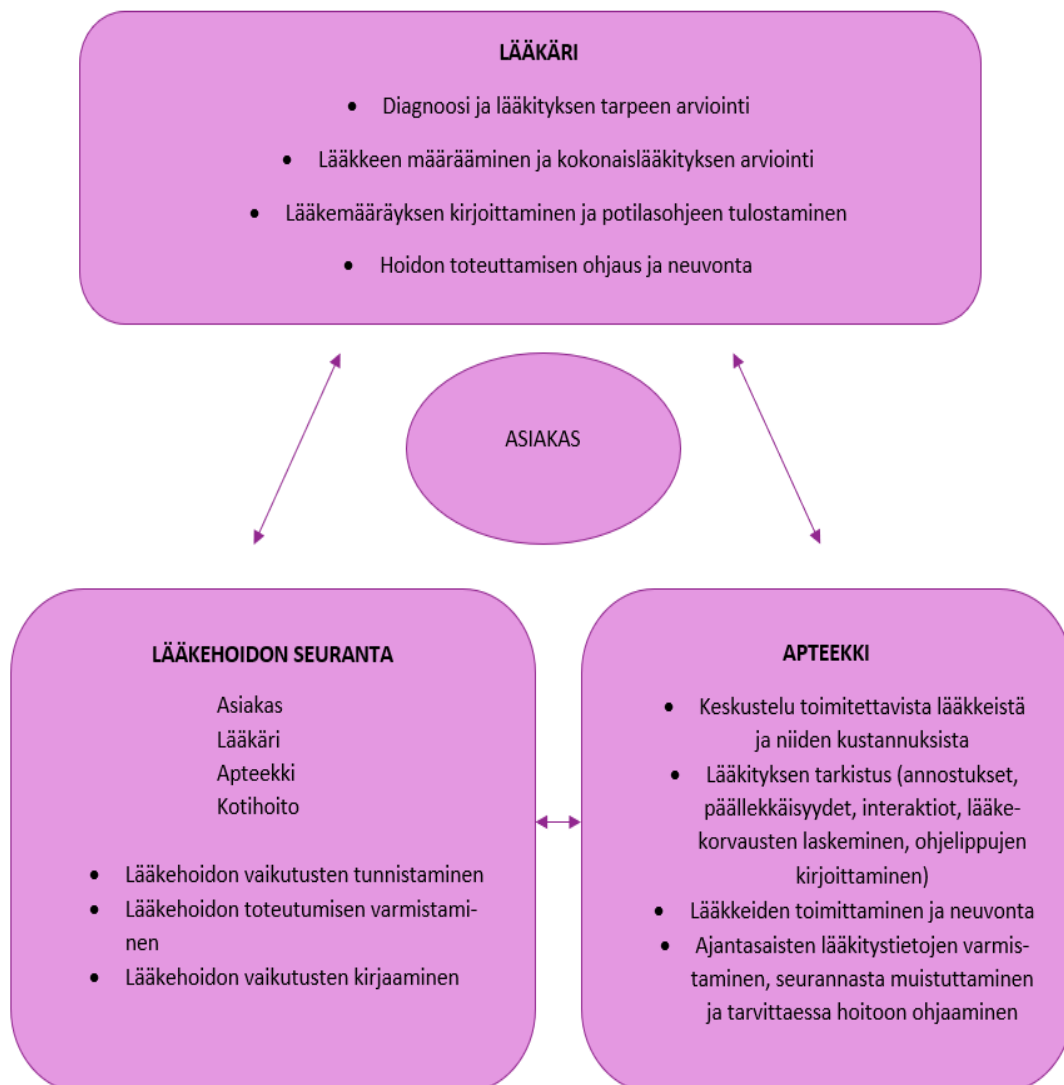 LÄÄKÄRI
• Diagnoosi ja lääkityksen tarpeen arviointi
• Lääkkeen määrääminen ja kokonaislääkityksen arviointi
• Lääkemääräyksen kirjoittaminen ja potilasohjeen tulostaminen
• Hoidon toteuttamisen ohjaus ja neuvonta
ASIAKAS
LÄÄKEHOIDON SEURANTA
Asiakas
Lääkäri
Apteekki
Kotihoito
• Lääkehoidon vaikutusten tunnistaminen
• Lääkehoidon toteutumisen varmistami-
nen
• Lääkehoidon vaikutusten kirjaaminen
APTEEKKI
• Keskustelu toimitettavista lääkkeistä
ja niiden kustannuksista
• Lääkityksen tarkistus (annostukset,
päällekkäisyydet, interaktiot, lääke-
korvausten laskeminen, ohjelippujen
kirjoittaminen)
• Lääkkeiden toimittaminen ja neuvonta
• Ajantasaisten lääkitystietojen varmis-
taminen, seurannasta muistuttaminen
ja tarvittaessa hoitoon ohjaaminen